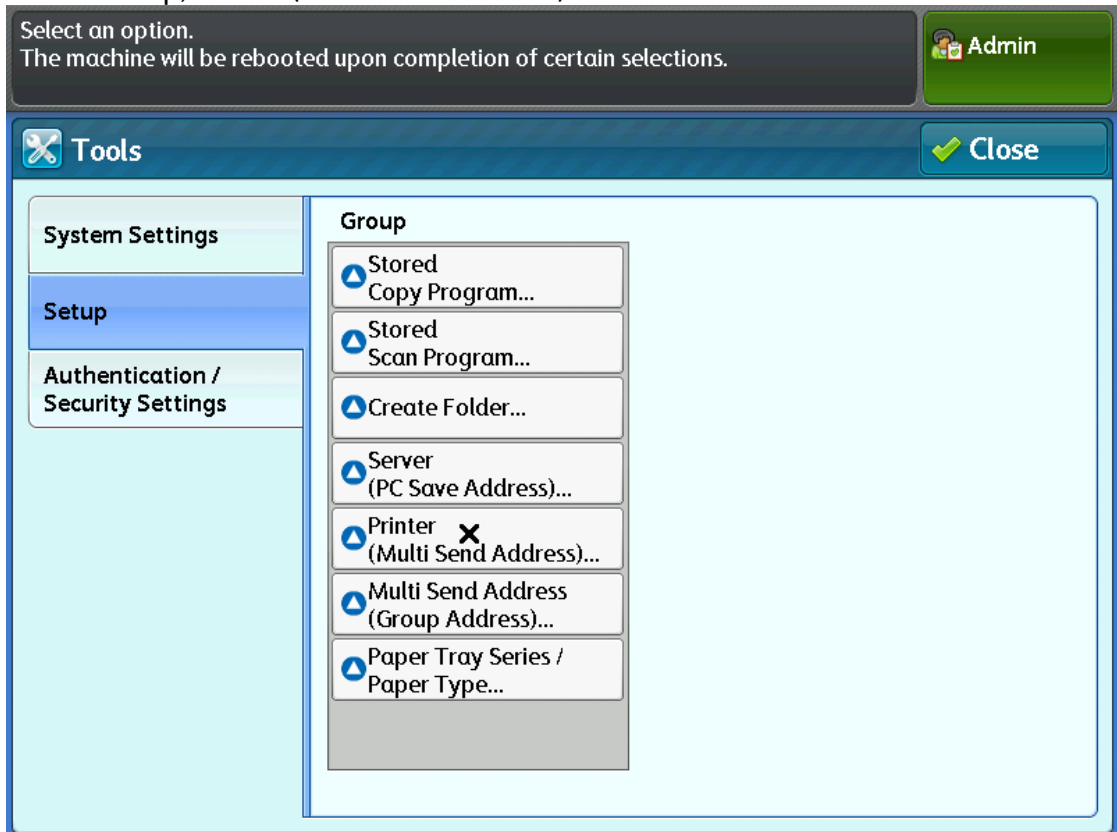 Select an option.
The machine will be rebooted upon completion of certain selections.
Admin
Tools
Close
System Settings
Setup
Authentication /
Security Settings
Group
Stored
Copy Program...
Stored
Scan Program...
Create Folder...
Server
(PC Save Address)...
Printer
(Multi Send Address)...
Multi Send Address
(Group Address)...
Paper Tray Series /
Paper Type...